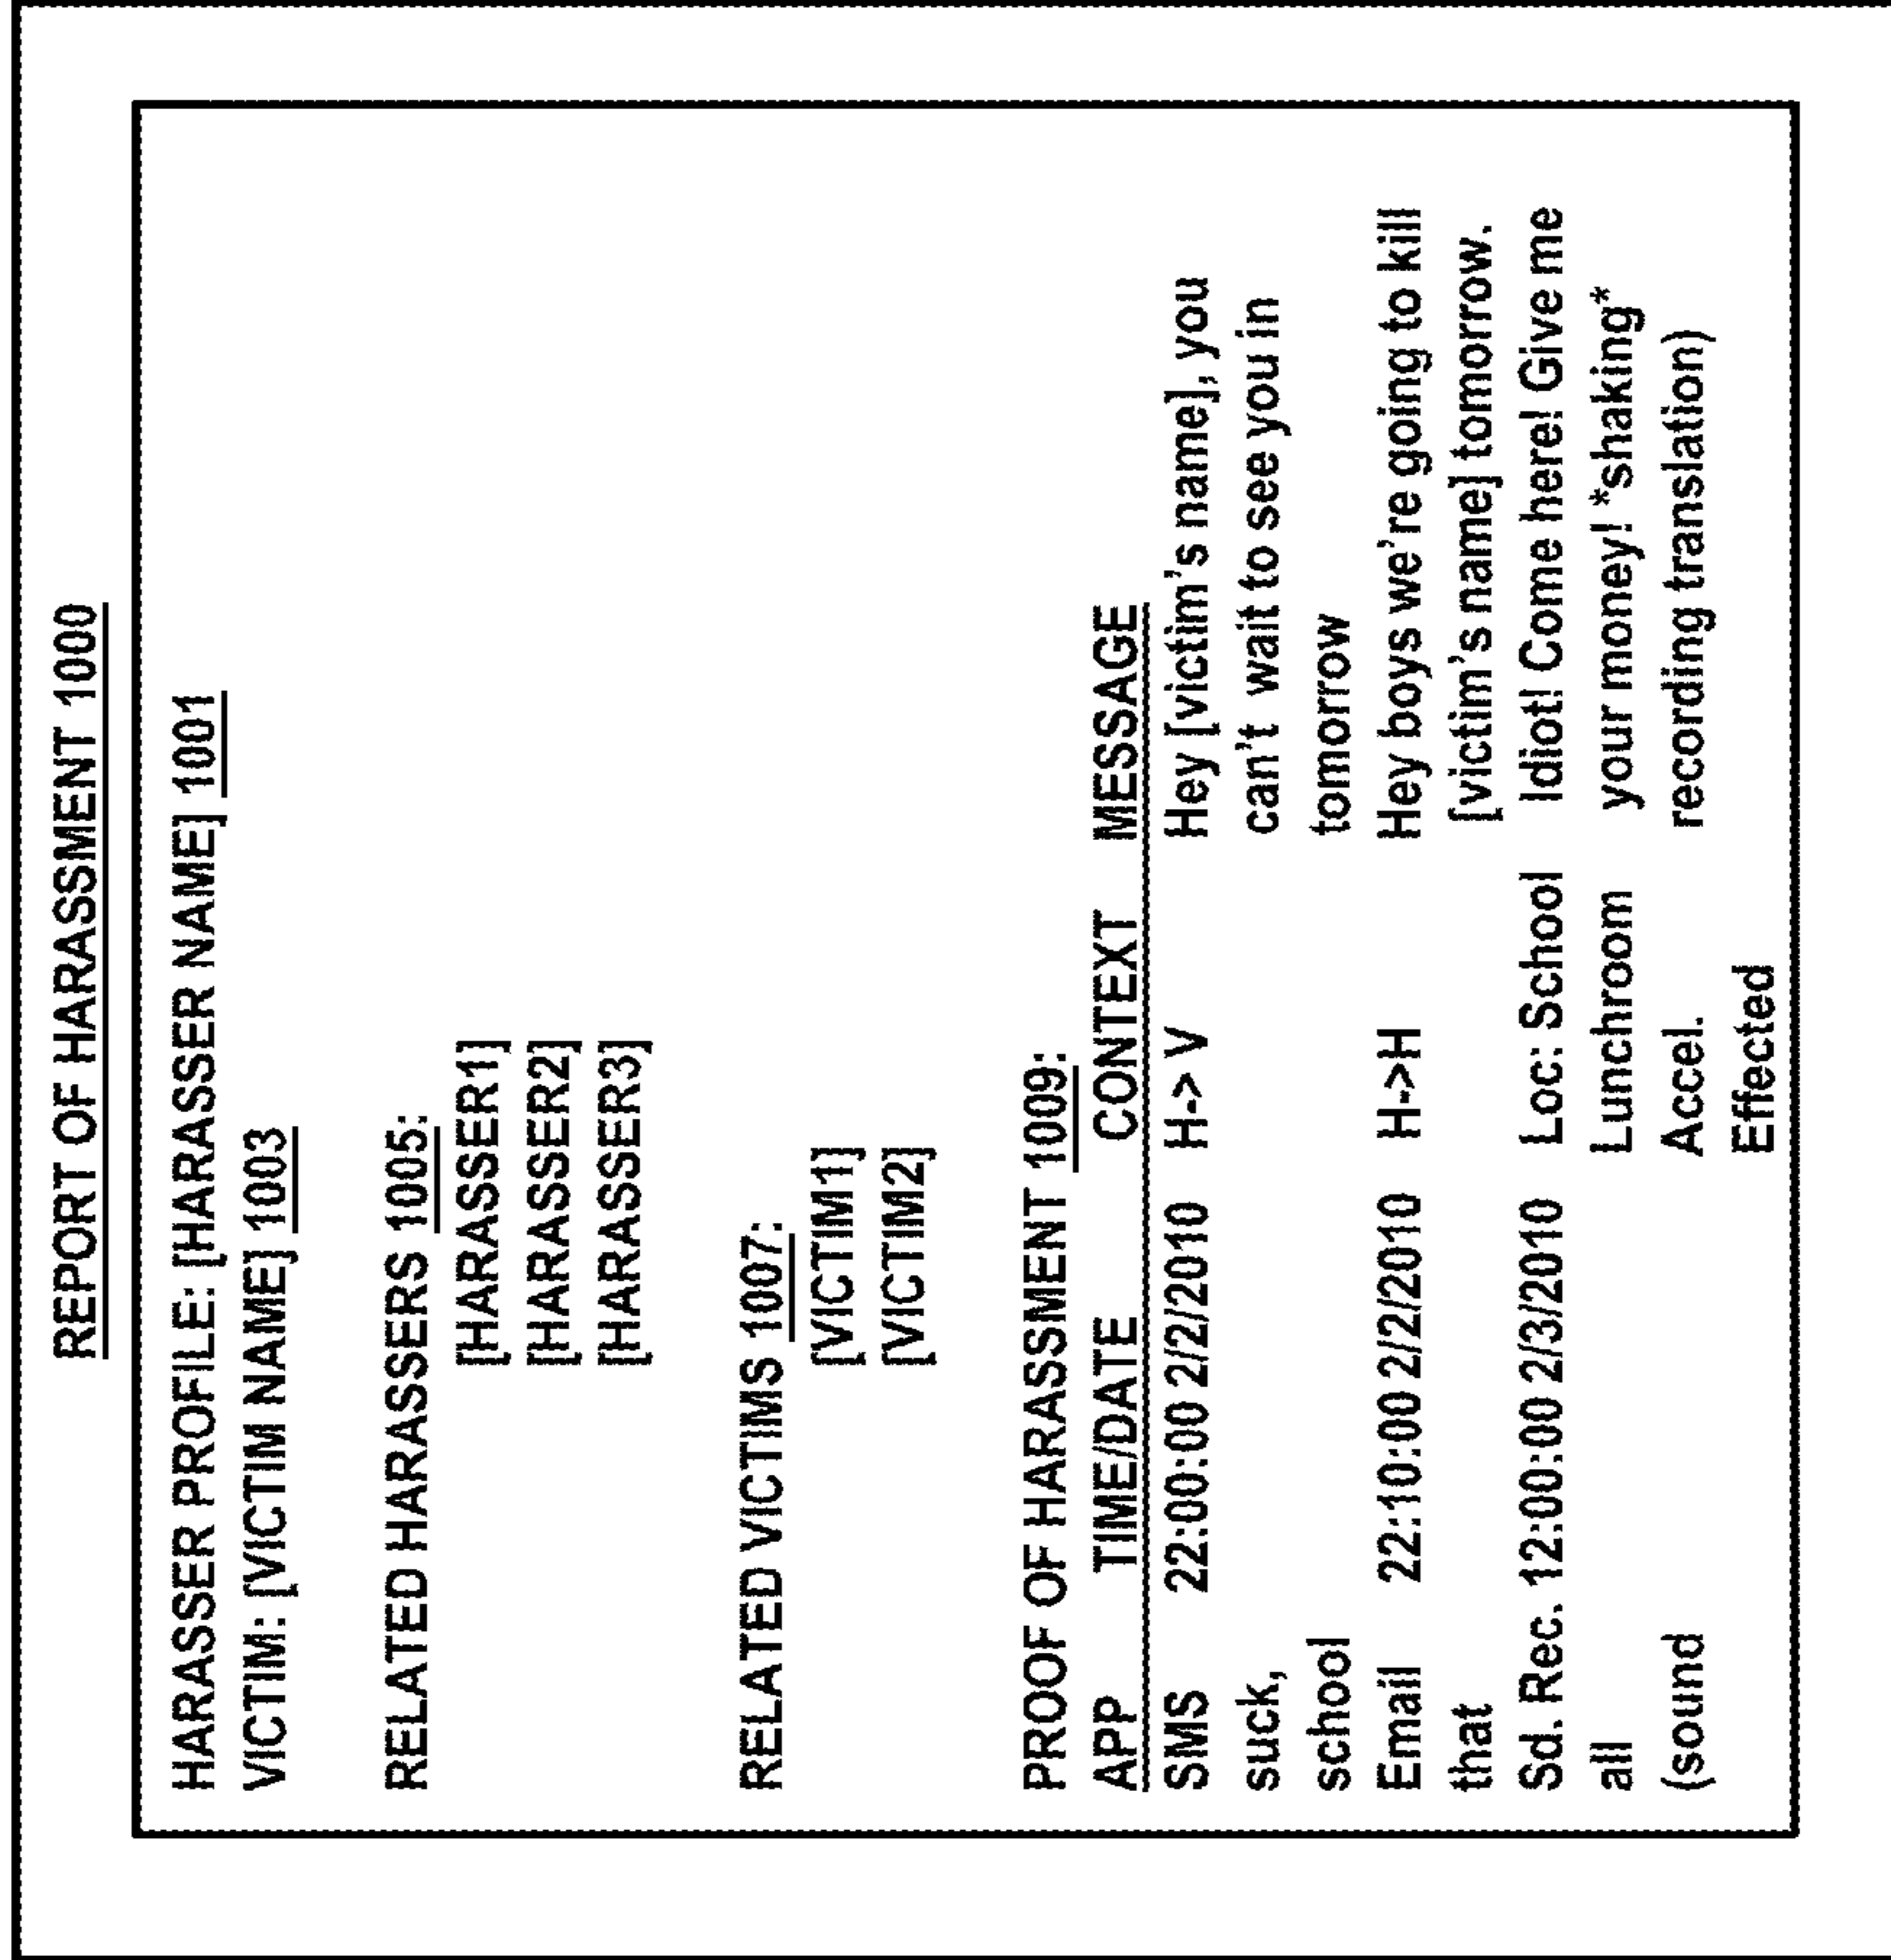 REPORT OF HARASSMENT 1000
HARASSER PROFILE: [HARASSER NAME] 1001
VICTIM: [VICTIM NAME] 1003
RELATED HARASSERS 1005:
[HARASSER1]
[HARASSER2]
[HARASSER3]
RELATED VICTIMS 1007:
[VICTIM1]
[VICTIM2]
PROOF OF HARASSMENT 1009:
APP TIME/DATE CONTEXT MESSAGE
SMS 22:00:00 2/2/2010 H-> V Hey [victim's name], you
suck, can't wait to see you in
school tomorrow
Email 22:10:00 2/2/2010 H->H Hey boys we're going to kill
that [victim's name] tomorrow.
Sd. Rec. 12:00:00 2/3/2010 Loc: School Idiot! Come here! Give me
all Lunchroom your money! *shaking*
(sound Accel. recording translation)
Effected